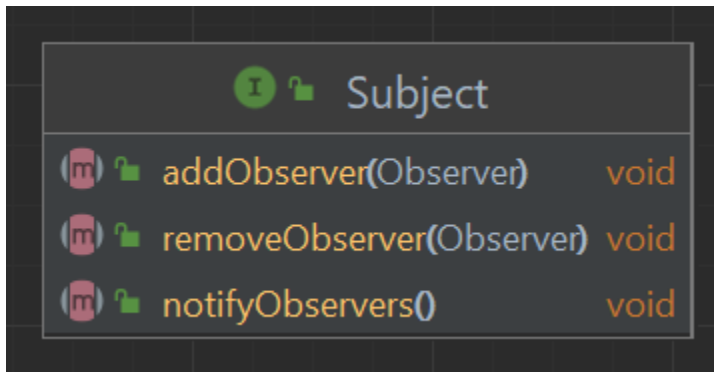 I Subject
m addObserver(Observer) void
m removeObserver(Observer) void
m notifyObservers() void